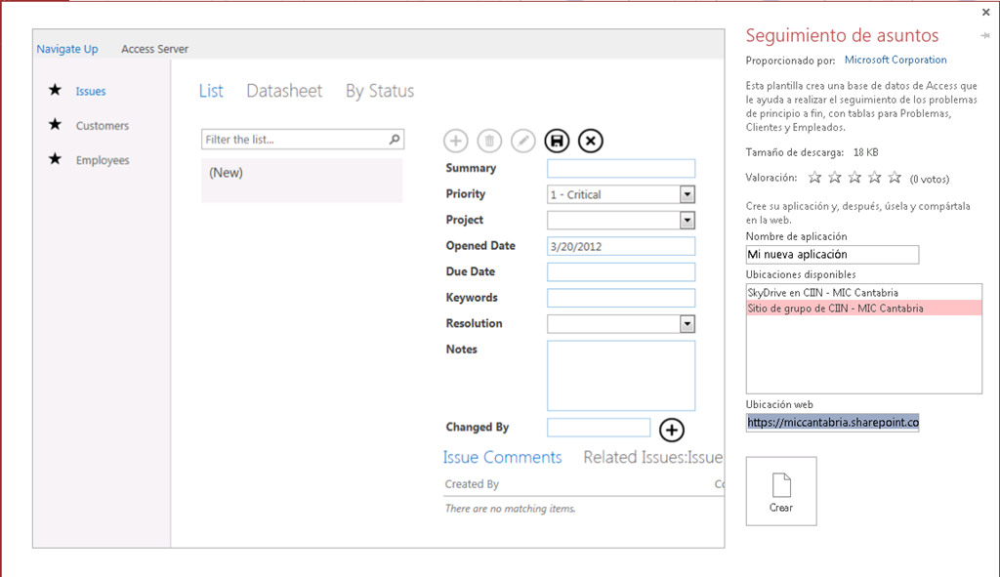 Navigate Up Access Server
Issues
Customers
Employees
List Datasheet By Status
Filter the list...
(New)
Summary
Priority 1 - Critical
Project
Opened Date 3/20/2012
Due Date
Keywords
Resolution
Notes
Changed By
Issue Comments Related Issues:Issue
Created By Co
There are no matching items.
Seguimiento de asuntos
Proporcionado por: Microsoft Corporation
Esta plantilla crea una base de datos de Access que
le ayuda a realizar el seguimiento de los problemas
de principio a fin, con tablas para Problemas,
Clientes y Empleados.
Tamaño de descarga: 18 KB
Valoración: (0 votos)
Cree su aplicación y, después, úsela y compártala
en la web.
Nombre de aplicación
Mi nueva aplicación
Ubicaciones disponibles
SkyDrive en CIIN - MIC Cantabria
Sitio de grupo de CIIN - MIC Cantabria
Ubicación web
https://miccantabria.sharepoint.co
Crear